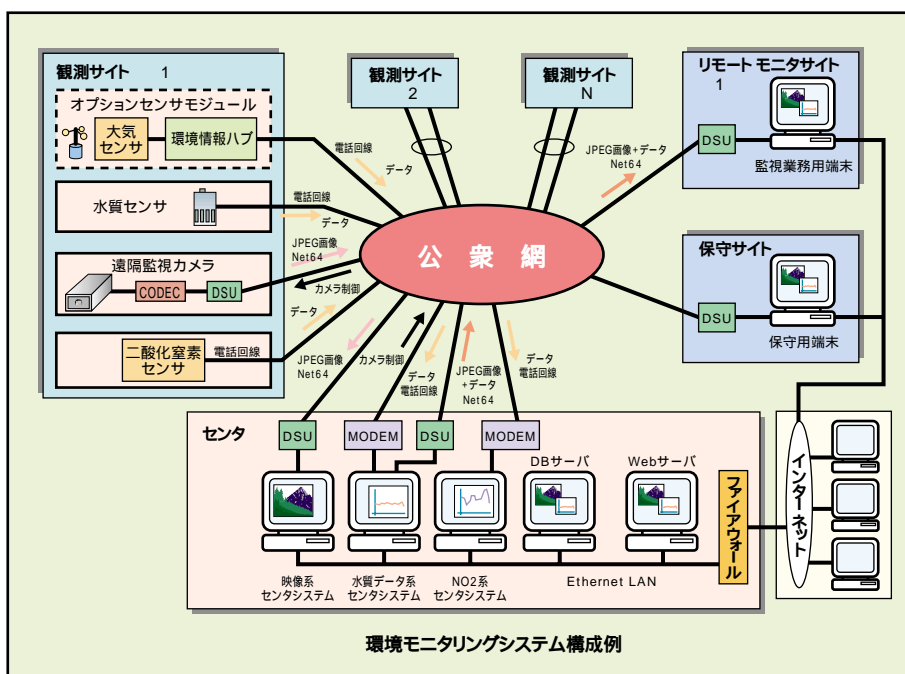 観測サイト 1
オプションセンサモジュール
大気
センサ
環境情報ハブ
電話回線
データ
水質センサ
電話回線
データ
遠隔監視カメラ
CODEC
DSU
JPEG画像
Net64
カメラ制御
データ
二酸化窒素
センサ
電話回線
観測サイト
2
観測サイト
N
リモート モニタサイト
1
DSU
監視業務用端末
JPEG画像+データ
Net64
公衆網
保守サイト
DSU
保守用端末
JPEG画像
Net64
カメラ制御
データ
電話回線
JPEG画像
+データ
Net64
データ
電話回線
センタ
DSU
MODEM
DSU
MODEM
DBサーバ
Webサーバ
ファイアウォール
インターネット
映像系
センタシステム
水質データ系
センタシステム
NO2系
センタシステム
Ethernet LAN
環境モニタリングシステム構成例